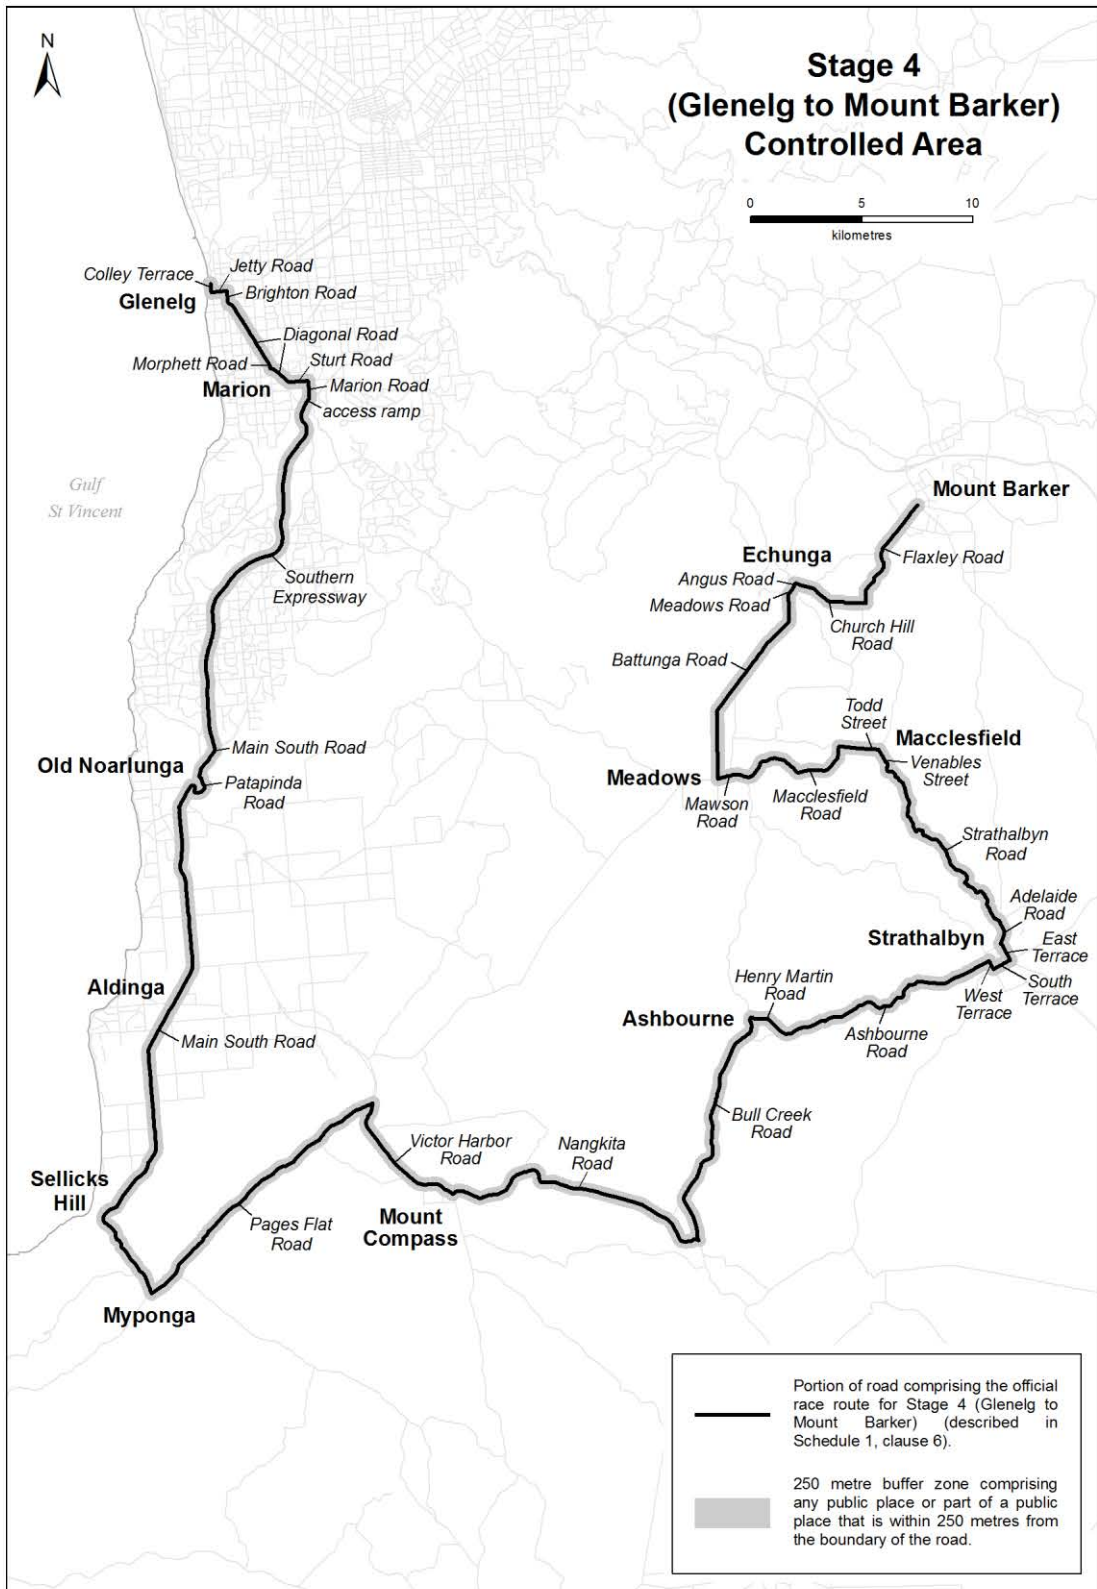 N
Stage 4
(Glenelg to Mount Barker)
Controlled Area
0 5 10
kilometres
Colley Terrace
Jetty Road
Glenelg
Brighton Road
Diagonal Road
Morphett Road
Sturt Road
Marion
Marion Road
access ramp
Gulf
St Vincent
Mount Barker
Echunga
Flaxley Road
Angus Road
Meadows Road
Southern
Expressway
Church Hill
Road
Battunga Road
Todd
Street
Macclesfield
Venables
Street
Main South Road
Old Noarlunga
Patapinda
Road
Meadows
Mawson
Road
Macclesfield
Road
Strathalbyn
Road
Adelaide
Road
Strathalbyn
East
Terrace
South
Terrace
West
Terrace
Henry Martin
Road
Aldinga
Ashbourne
Ashbourne
Road
Main South Road
Bull Creek
Road
Victor Harbor
Road
Nangkita
Road
Sellicks
Hill
Pages Flat
Road
Mount
Compass
Myponga
Portion of road comprising the official
race route for Stage 4 (Glenelg to
Mount Barker) (described in
Schedule 1, clause 6).
250 metre buffer zone comprising
any public place or part of a public
place that is within 250 metres from
the boundary of the road.